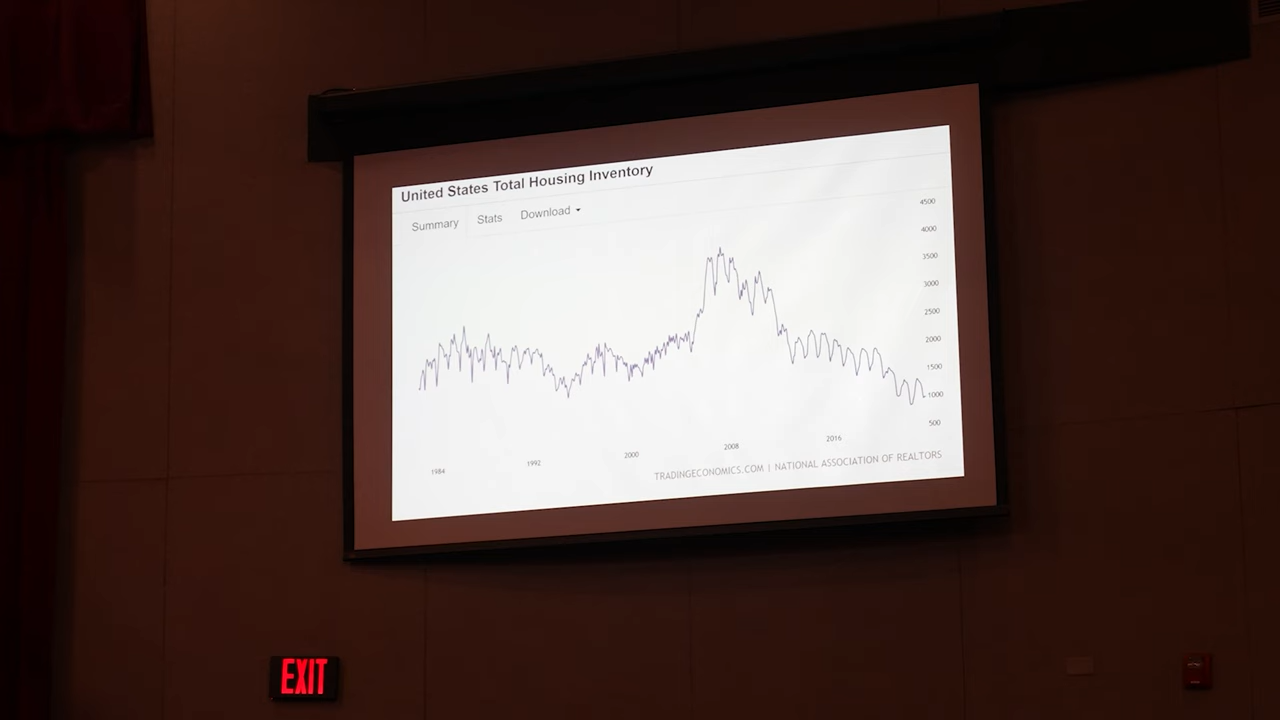 United States Total Housing Inventory
Summary Stats Download
4500
4000
3500
3000
2500
2000
1500
1000
500
1984 1992 2000 2008 2016
TRADINGECONOMICS.COM | NATIONAL ASSOCIATION OF REALTORS
EXIT